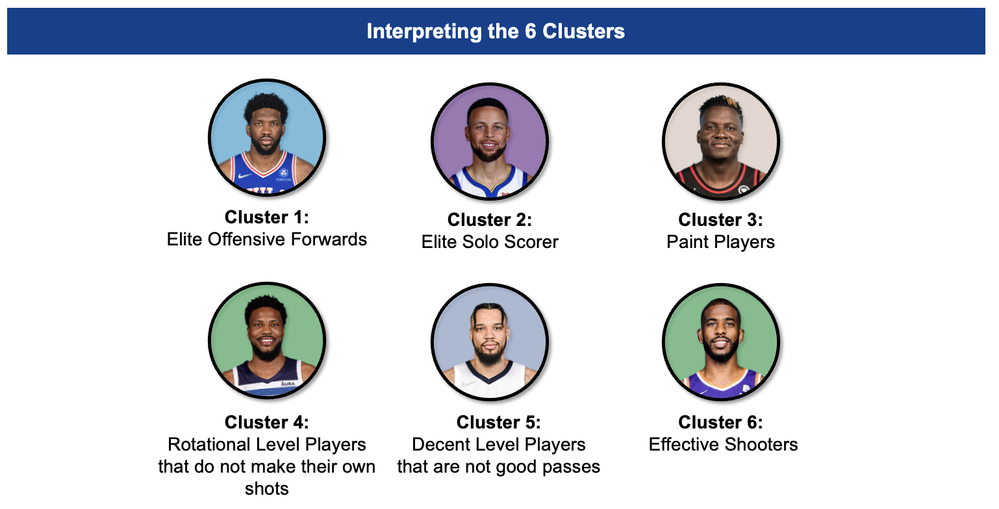 Interpreting the 6 Clusters
Cluster 1:
Elite Offensive Forwards
Cluster 2:
Elite Solo Scorer
Cluster 3:
Paint Players
AURA
Cluster 4:
Rotational Level Players
that do not make their own
shots
Cluster 5:
Decent Level Players
that are not good passes
Cluster 6:
Effective Shooters